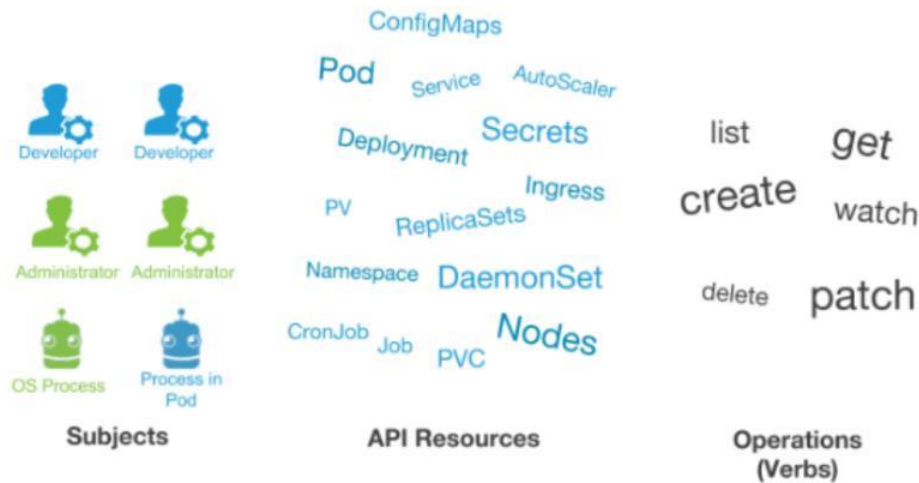 Developer
Developer
Administrator
Administrator
OS Process
Process in
Pod
Subjects
ConfigMaps
Pod
Service
AutoScaler
Deployment
Secrets
Ingress
PV
ReplicaSets
Namespace
DaemonSet
CronJob
Job
PVC
Nodes
API Resources
list
get
create
watch
delete
patch
Operations
(Verbs)